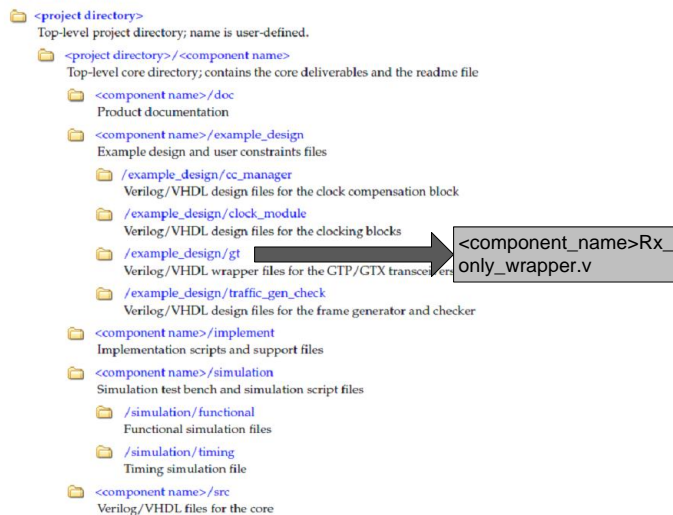 <project directory>
Top-level project directory; name is user-defined.
<project directory>/<component name>
Top-level core directory; contains the core deliverables and the readme file
<component name>/doc
Product documentation
<component name>/example_design
Example design and user constraints files
/example_design/cc_manager
Verilog/VHDL design files for the clock compensation block
/example_design/clock_module
Verilog/VHDL design files for the clocking blocks
/example_design/gt
Verilog/VHDL wrapper files for the GTP/GTX transceivers
<component_name>Rx_
only_wrapper.v
/example_design/traffic_gen_check
Verilog/VHDL design files for the frame generator and checker
<component name>/implement
Implementation scripts and support files
<component name>/simulation
Simulation test bench and simulation script files
/simulation/functional
Functional simulation files
/simulation/timing
Timing simulation file
<component name>/src
Verilog/VHDL files for the core